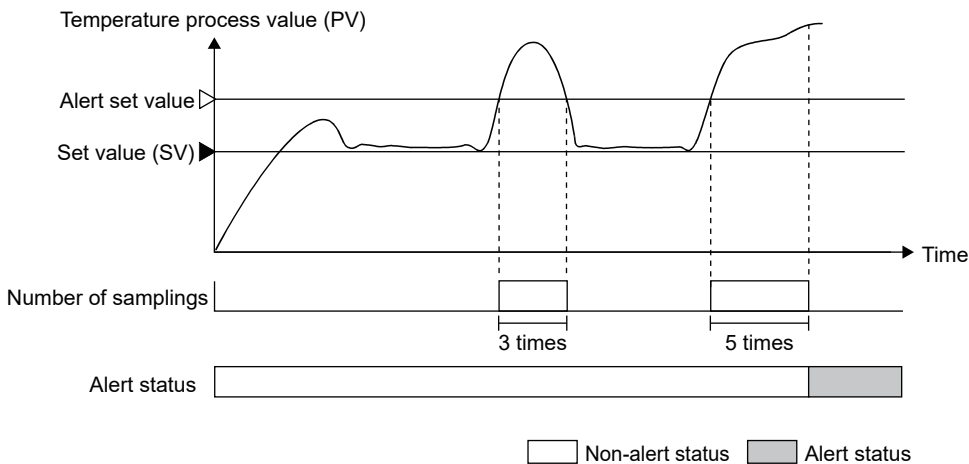 Temperature process value (PV)
Alert set value
Set value (SV)
Time
Number of samplings
3 times
5 times
Alert status
Non-alert status
Alert status